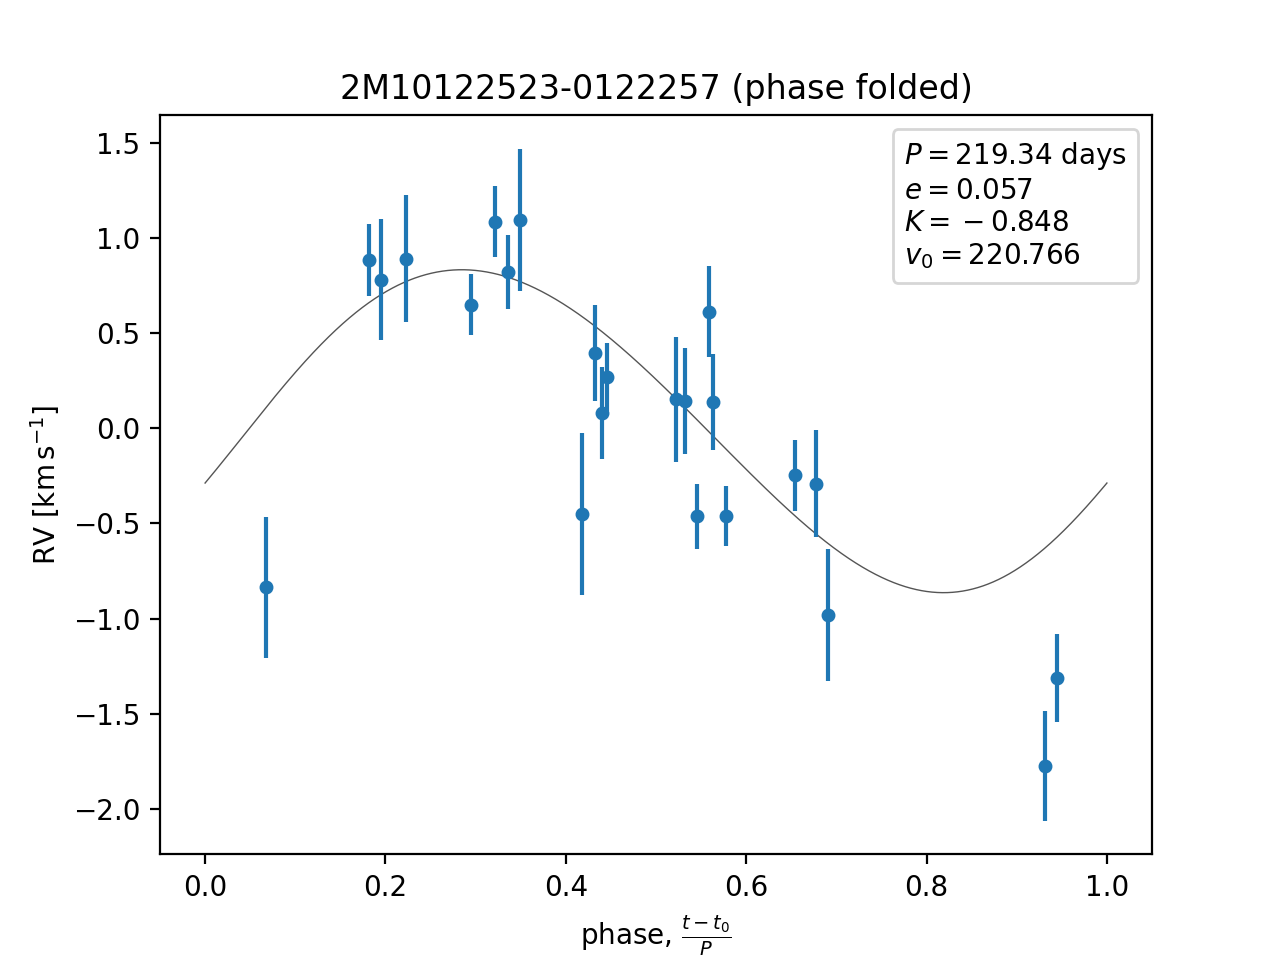 2M10122523-0122257 (phase folded)
P = 219.34 days
e = 0.057
K = −0.848
v₀ = 220.766
RV [km s⁻¹]
1.5
1.0
0.5
0.0
−0.5
−1.0
−1.5
−2.0
0.0 0.2 0.4 0.6 0.8 1.0
phase, (t − t₀)/P